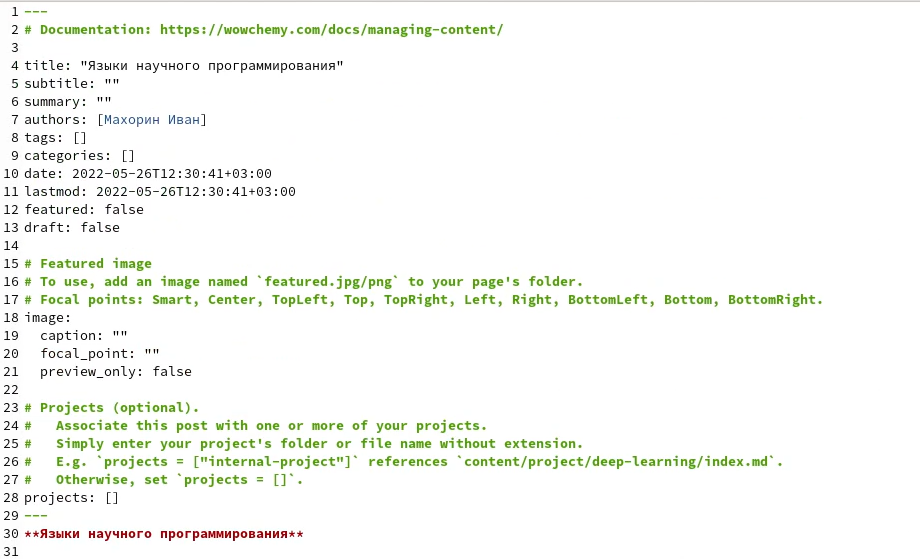 1 ---
2 # Documentation: https://wowchemy.com/docs/managing-content/
3
4 title: "Языки научного программирования"
5 subtitle: ""
6 summary: ""
7 authors: [Махорин Иван]
8 tags: []
9 categories: []
10 date: 2022-05-26T12:30:41+03:00
11 lastmod: 2022-05-26T12:30:41+03:00
12 featured: false
13 draft: false
14
15 # Featured image
16 # To use, add an image named `featured.jpg/png` to your page's folder.
17 # Focal points: Smart, Center, TopLeft, Top, TopRight, Left, Right, BottomLeft, Bottom, BottomRight.
18 image:
19   caption: ""
20   focal_point: ""
21   preview_only: false
22
23 # Projects (optional).
24 #   Associate this post with one or more of your projects.
25 #   Simply enter your project's folder or file name without extension.
26 #   E.g. `projects = ["internal-project"]` references `content/project/deep-learning/index.md`.
27 #   Otherwise, set `projects = []`.
28 projects: []
29 ---
30 **Языки научного программирования**
31